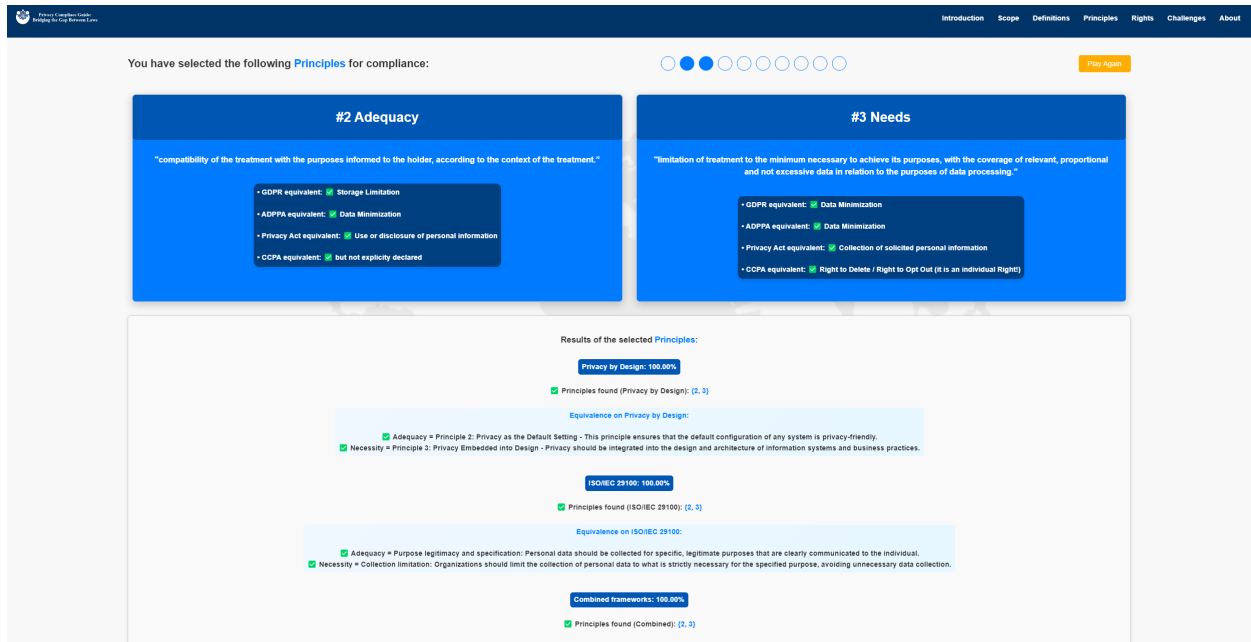 Privacy Compliance Guide:
Bridging the Gap Between Laws
Introduction Scope Definitions Principles Rights Challenges About
You have selected the following Principles for compliance:
Play Again
#2 Adequacy
"compatibility of the treatment with the purposes informed to the holder, according to the context of the treatment."
• GDPR equivalent: ✅ Storage Limitation
• ADPPA equivalent: ✅ Data Minimization
• Privacy Act equivalent: ✅ Use or disclosure of personal information
• CCPA equivalent: ✅ but not explicity declared
#3 Needs
"limitation of treatment to the minimum necessary to achieve its purposes, with the coverage of relevant, proportional
and not excessive data in relation to the purposes of data processing."
• GDPR equivalent: ✅ Data Minimization
• ADPPA equivalent: ✅ Data Minimization
• Privacy Act equivalent: ✅ Collection of solicited personal information
• CCPA equivalent: ✅ Right to Delete / Right to Opt Out (it is an individual Right!)
Results of the selected Principles:
Privacy by Design: 100.00%
✅ Principles found (Privacy by Design): {2, 3}
Equivalence on Privacy by Design:
✅ Adequacy = Principle 2: Privacy as the Default Setting - This principle ensures that the default configuration of any system is privacy-friendly.
✅ Necessity = Principle 3: Privacy Embedded into Design - Privacy should be integrated into the design and architecture of information systems and business practices.
ISO/IEC 29100: 100.00%
✅ Principles found (ISO/IEC 29100): {2, 3}
Equivalence on ISO/IEC 29100:
✅ Adequacy = Purpose legitimacy and specification: Personal data should be collected for specific, legitimate purposes that are clearly communicated to the individual.
✅ Necessity = Collection limitation: Organizations should limit the collection of personal data to what is strictly necessary for the specified purpose, avoiding unnecessary data collection.
Combined frameworks: 100.00%
✅ Principles found (Combined): {2, 3}